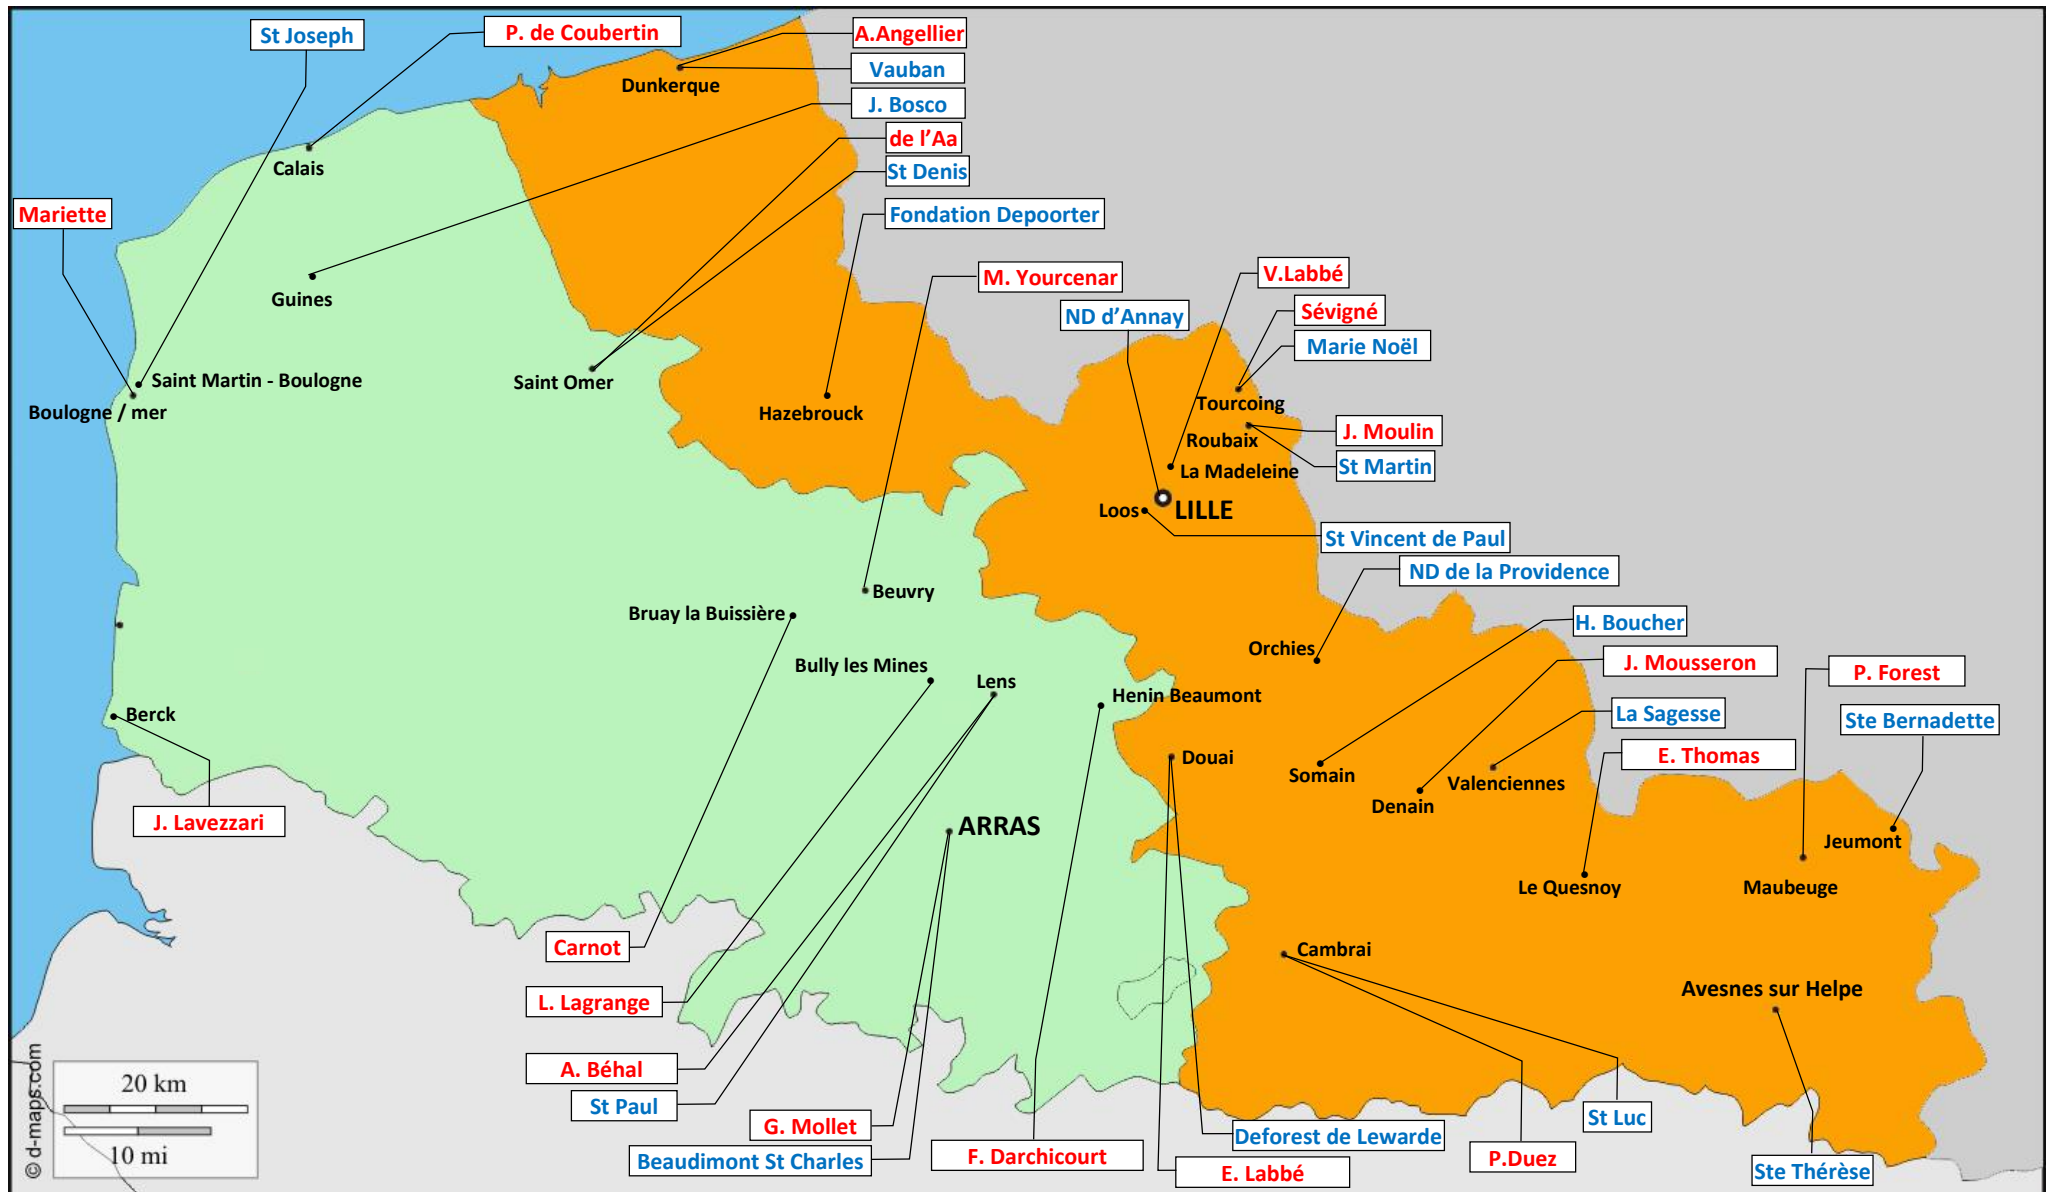 St Joseph
P. de Coubertin
A.Angellier
Vauban
Dunkerque
J. Bosco
de l’Aa
St Denis
Calais
Mariette
Fondation Depoorter
M. Yourcenar
V.Labbé
Guines
ND d’Annay
Sévigné
Marie Noël
Saint Martin - Boulogne
Saint Omer
Boulogne / mer
Hazebrouck
Tourcoing
Roubaix
J. Moulin
La Madeleine
St Martin
Loos
LILLE
St Vincent de Paul
ND de la Providence
Beuvry
Bruay la Buissière
H. Boucher
Orchies
J. Mousseron
Bully les Mines
Lens
P. Forest
Henin Beaumont
Berck
La Sagesse
Ste Bernadette
Douai
E. Thomas
Somain
Valenciennes
Denain
J. Lavezzari
ARRAS
Jeumont
Le Quesnoy
Maubeuge
Carnot
Cambrai
L. Lagrange
Avesnes sur Helpe
A. Béhal
St Paul
20 km
10 mi
© d-maps.com
G. Mollet
Beaudimont St Charles
F. Darchicourt
Deforest de Lewarde
E. Labbé
P.Duez
St Luc
Ste Thérèse